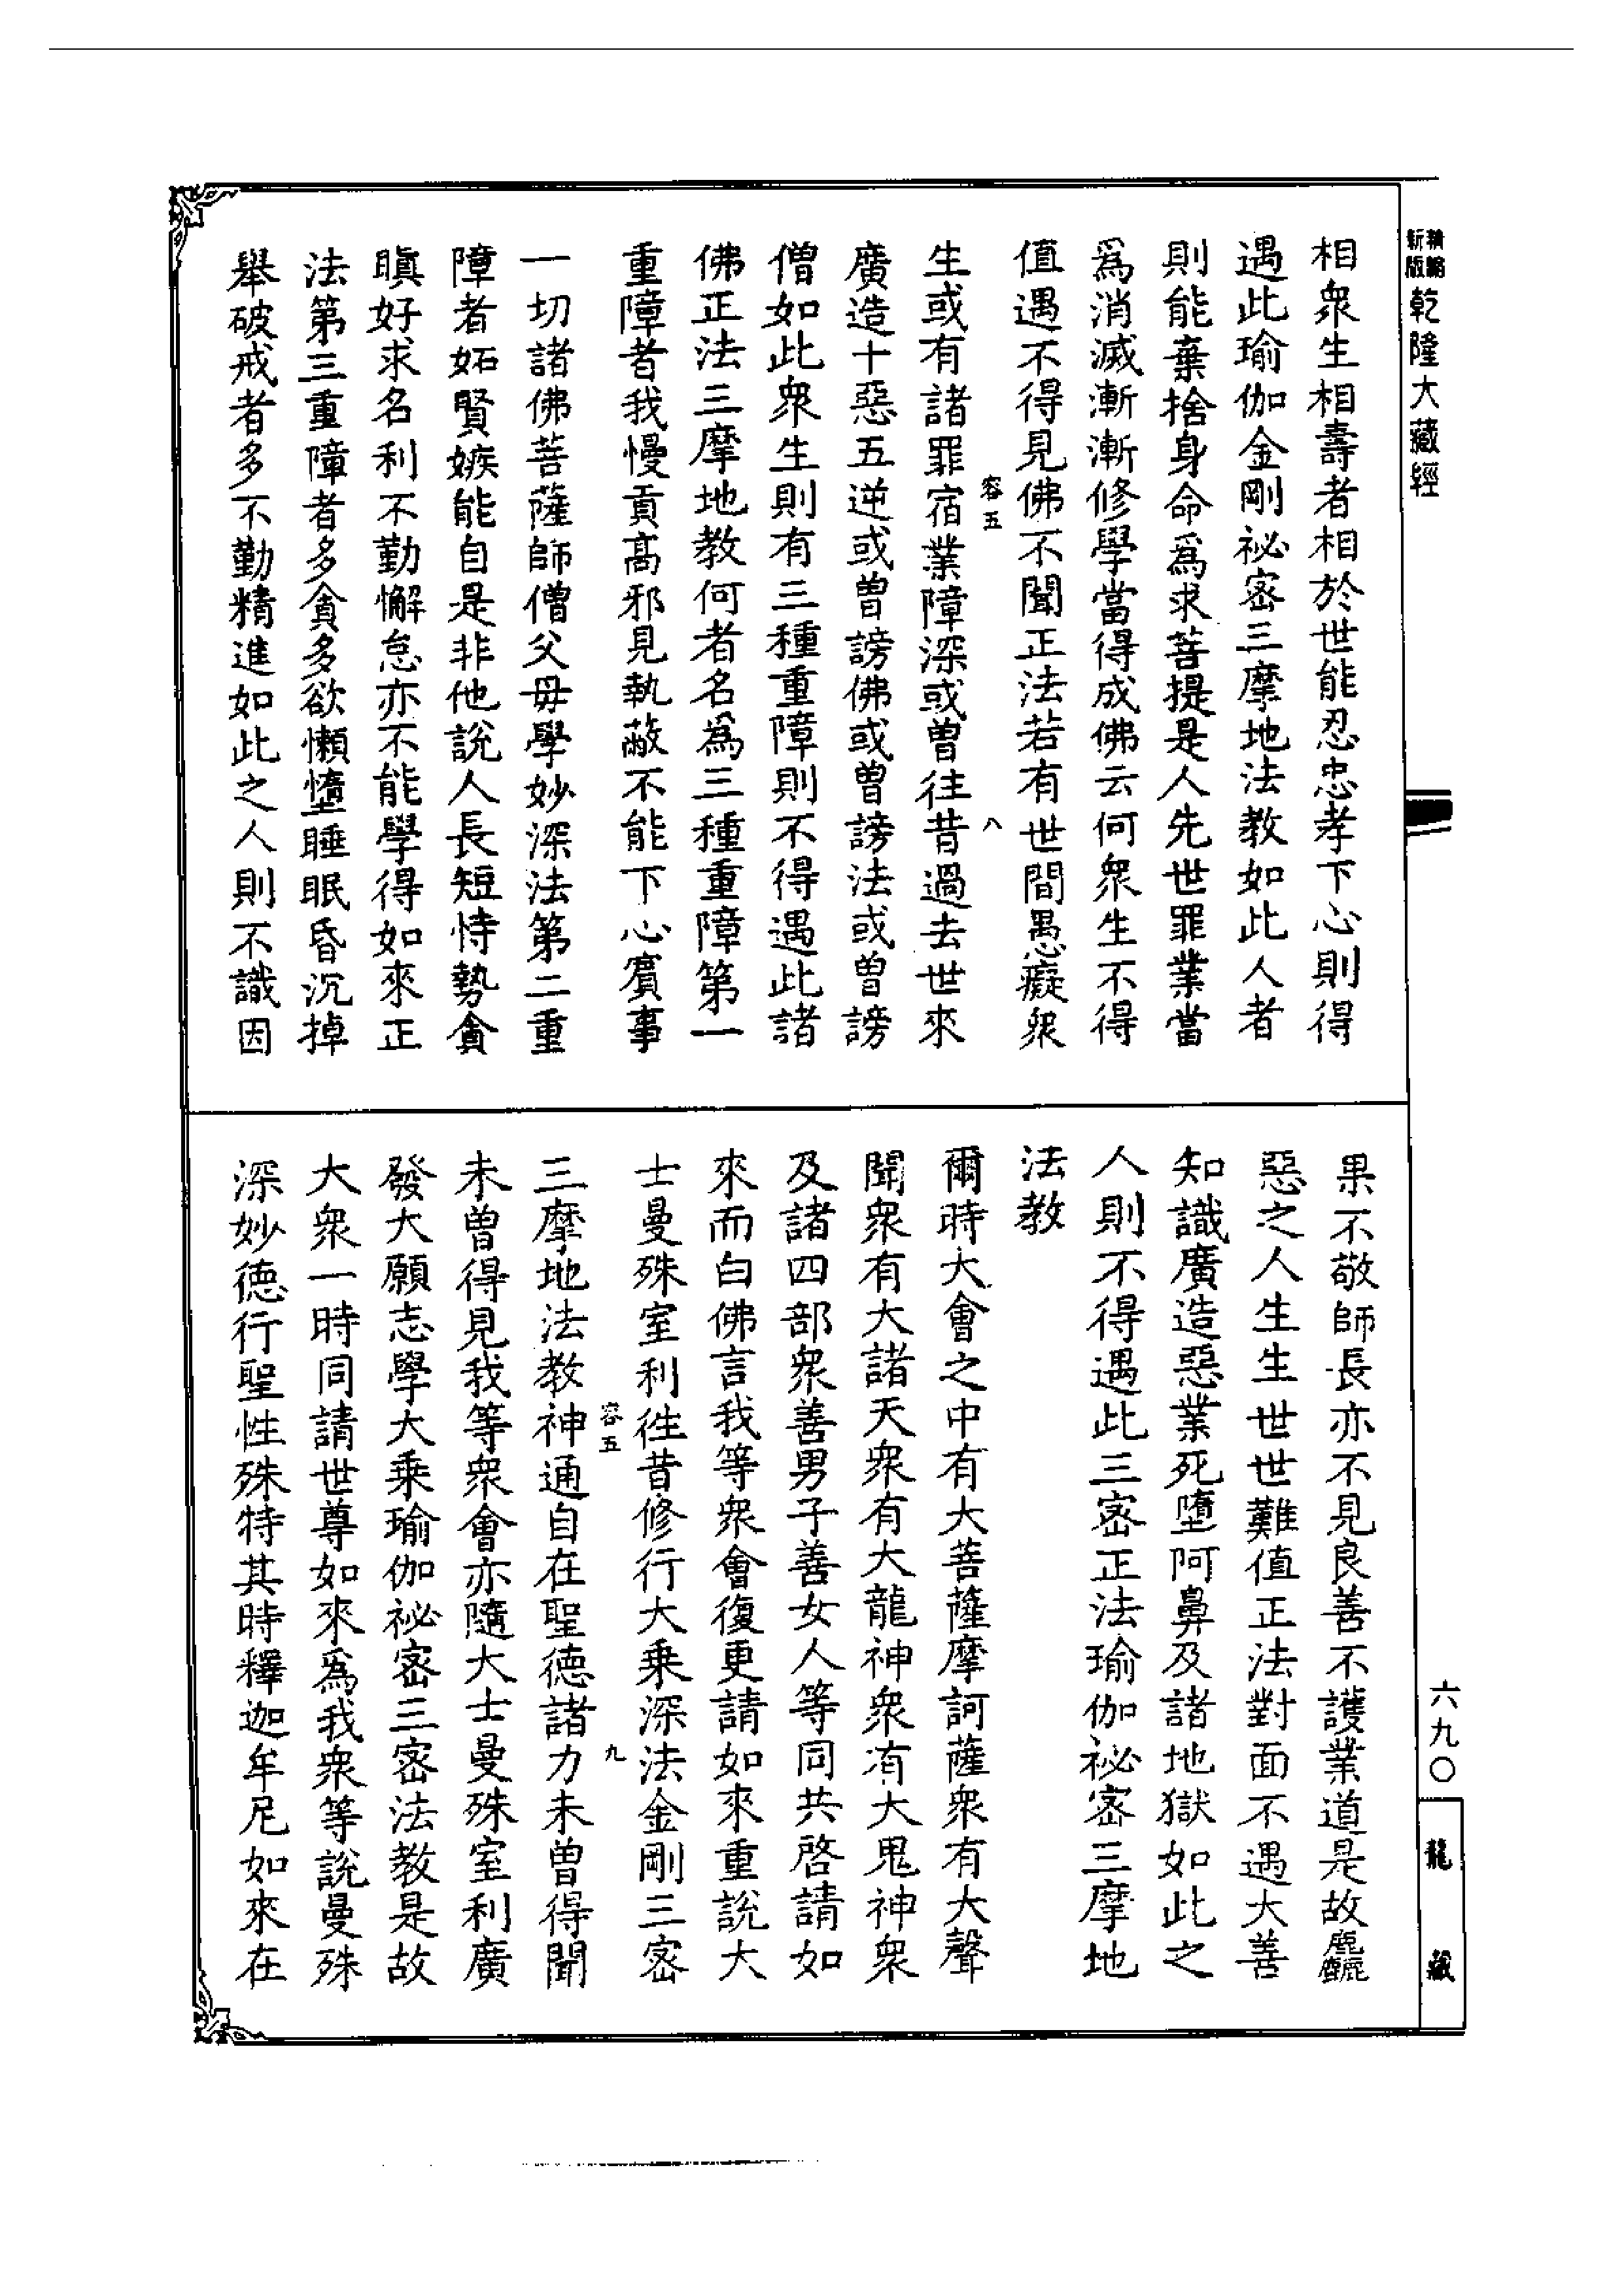 新編縮版
乾隆大藏經
相衆生相壽者相於世能忍忠孝下心則得
遇此瑜伽金剛祕密三摩地法教如此人者
則能棄捨身命爲求菩提是人先世罪業當
爲消滅漸漸修學當得成佛云何衆生不得
值遇不得見佛不聞正法若有世間愚癡衆
容五
八
生或有諸罪宿業障深或曾往昔過去世來
廣造十惡五逆或曾謗佛或曾謗法或曾謗
僧如此衆生則有三種重障則不得遇此諸
佛正法三摩地教何者名爲三種重障第一
重障者我慢貢高邪見執蔽不能下心賔事
一切諸佛菩薩師僧父母學妙深法第二重
障者妬賢嫉能自是非他說人長短恃勢貪
瞋好求名利不勤懈怠亦不能學得如來正
法第三重障者多貪多欲懶墮睡眠昏沉掉
舉破戒者多不勤精進如此之人則不識因
果不敬師長亦不見良善不護業道是故麤
惡之人生生世世難值正法對面不遇大善
知識廣造惡業死墮阿鼻及諸地獄如此之
人則不得遇此三密正法瑜伽祕密三摩地
法教
爾時大會之中有大菩薩摩訶薩衆有大聲
聞衆有大諸天衆有大龍神衆有大鬼神衆
及諸四部衆善男子善女人等同共啓請如
來而白佛言我等衆會復更請如來重說大
士曼殊室利往昔修行大乘深法金剛三密
容五
九
三摩地法教神通自在聖德諸力未曾得聞
未曾得見我等衆會亦隨大士曼殊室利廣
發大願志學大乘瑜伽祕密三密法教是故
大衆一時同請世尊如來爲我衆等說曼殊
深妙德行聖性殊特其時釋迦牟尼如來在
六九〇
龍藏